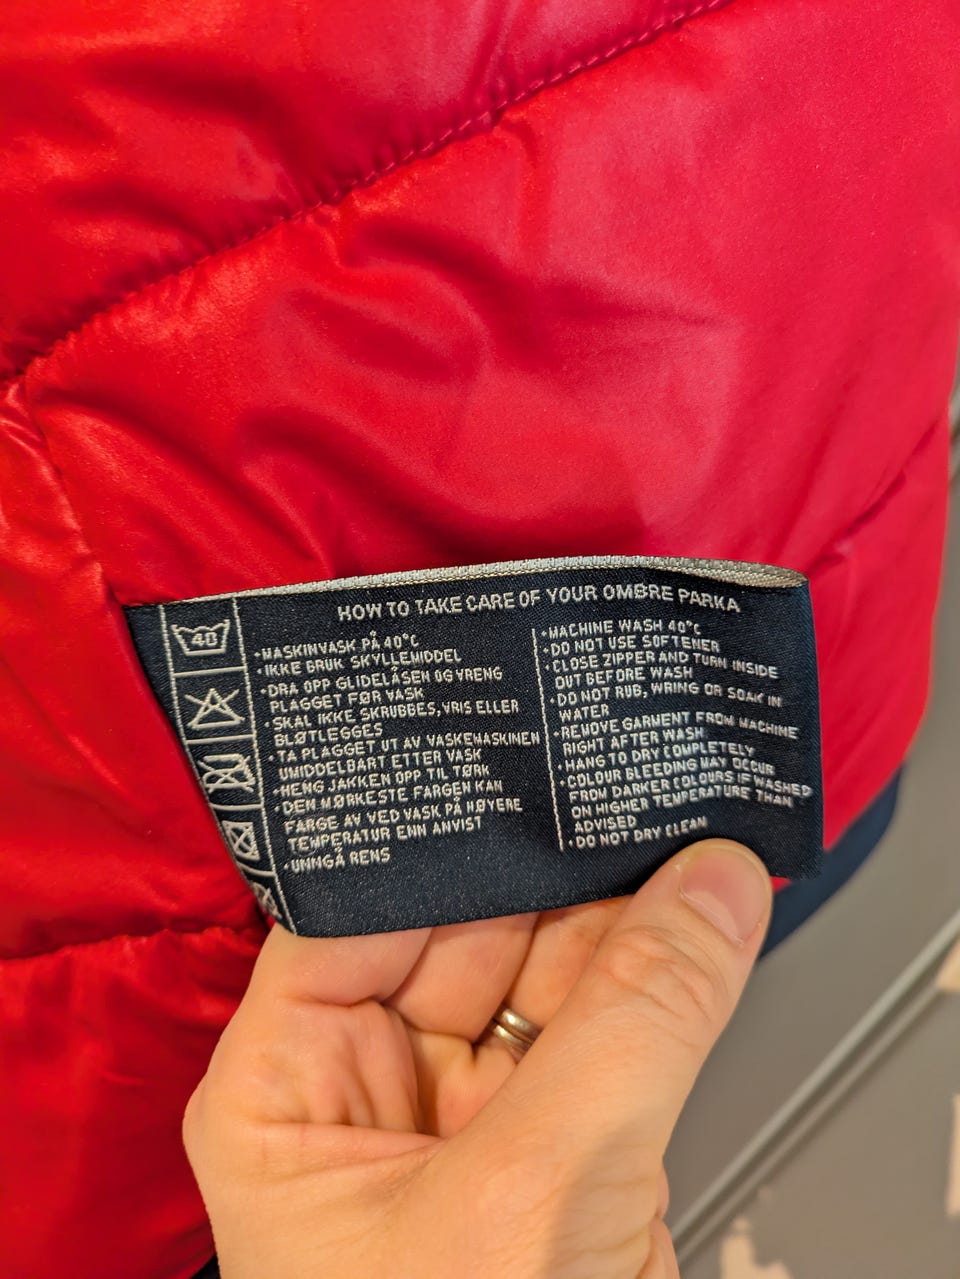 HOW TO TAKE CARE OF YOUR OMBRE PARKA
40
•MASKINVASK PÅ 40°C
•IKKE BRUK SKYLLEMIDDEL
•DRA OPP GLIDELÅSEN OG VRENG
PLAGGET FØR VASK
•SKAL IKKE SKRUBBES, VRIS ELLER
BLØTLEGGES
•TA PLAGGET UT AV VASKEMASKINEN
UMIDDELBART ETTER VASK
•HENG JAKKEN OPP TIL TØRK
•DEN MØRKESTE FARGEN KAN
FARGE AV VED VASK PÅ HØYERE
TEMPERATUR ENN ANVIST
•UNNGÅ RENS
•MACHINE WASH 40°C
•DO NOT USE SOFTENER
•CLOSE ZIPPER AND TURN INSIDE
OUT BEFORE WASH
•DO NOT RUB, WRING OR SOAK IN
WATER
•REMOVE GARMENT FROM MACHINE
RIGHT AFTER WASH
•HANG TO DRY COMPLETELY
•COLOUR BLEEDING MAY OCCUR
FROM DARKER COLOURS IF WASHED
ON HIGHER TEMPERATURE THAN
ADVISED
•DO NOT DRY CLEAN